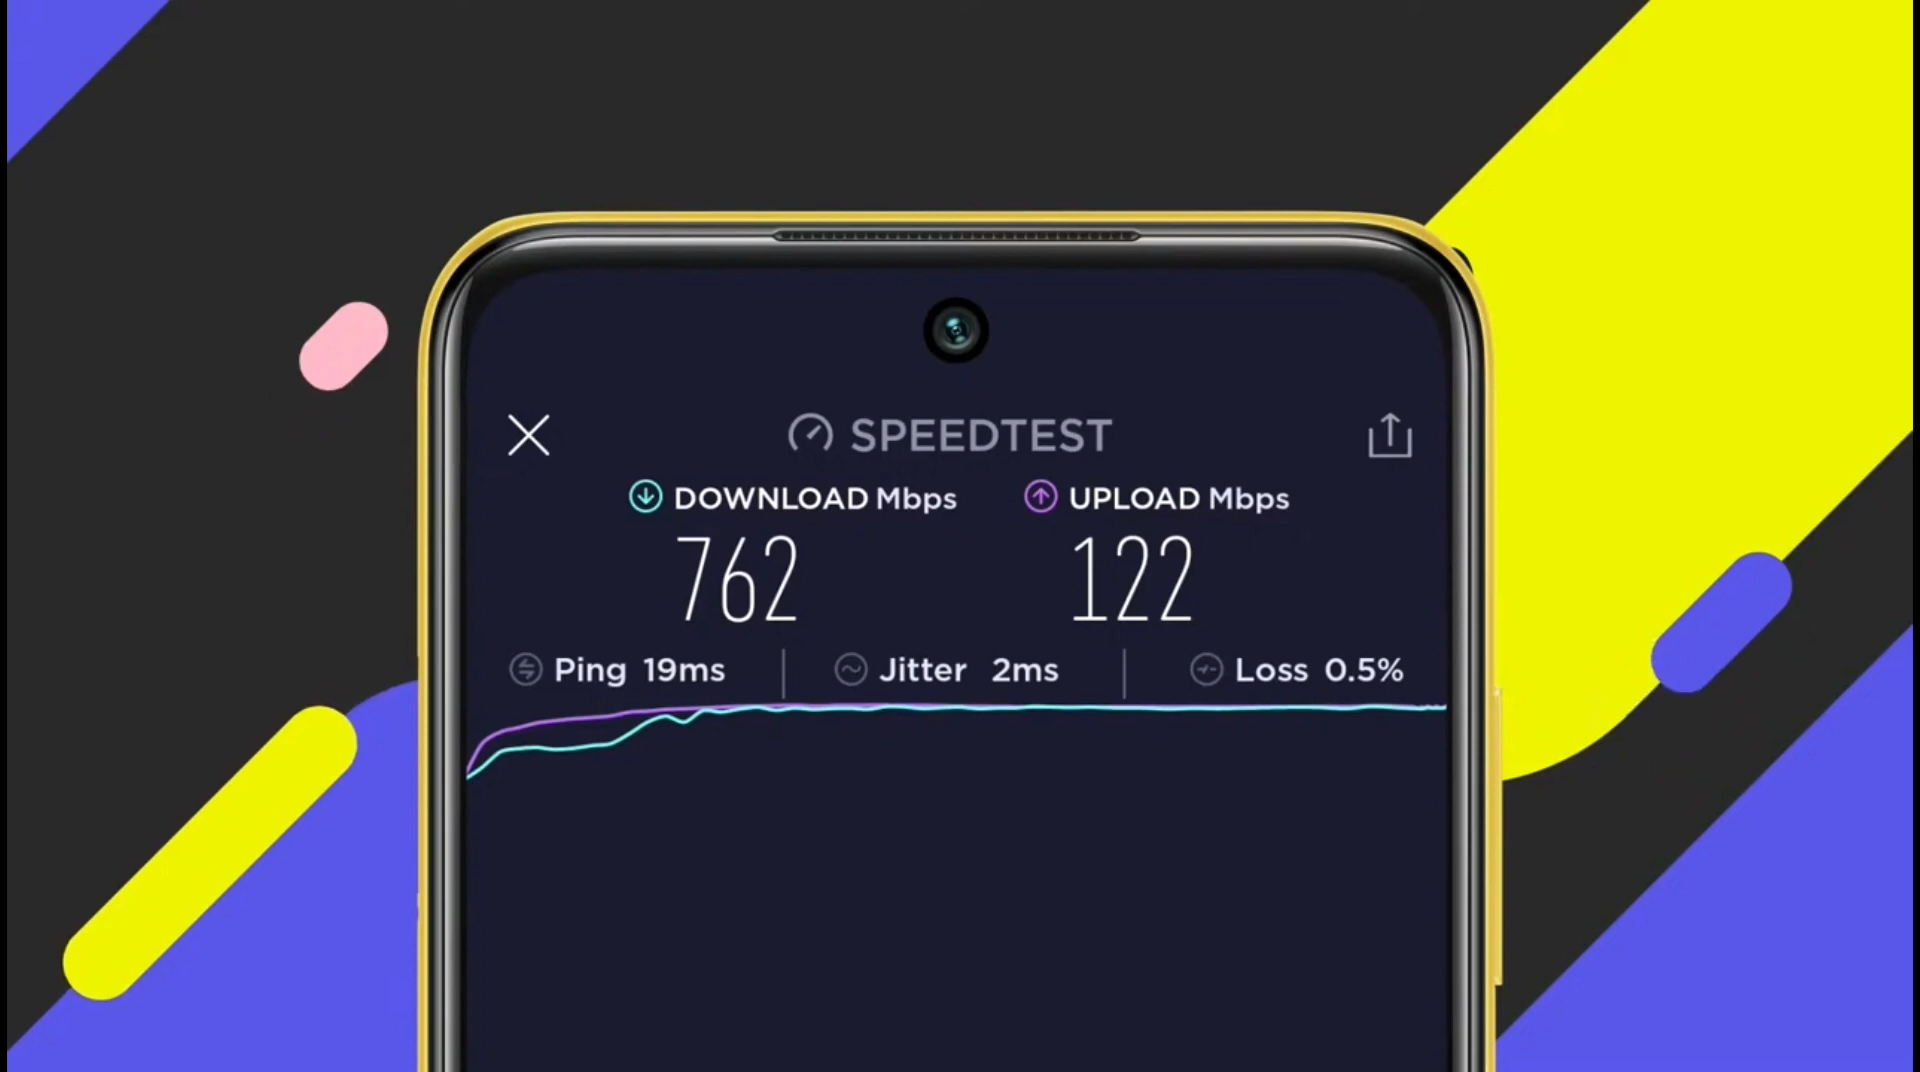 SPEEDTEST
DOWNLOAD Mbps UPLOAD Mbps
762 122
Ping 19ms Jitter 2ms Loss 0.5%